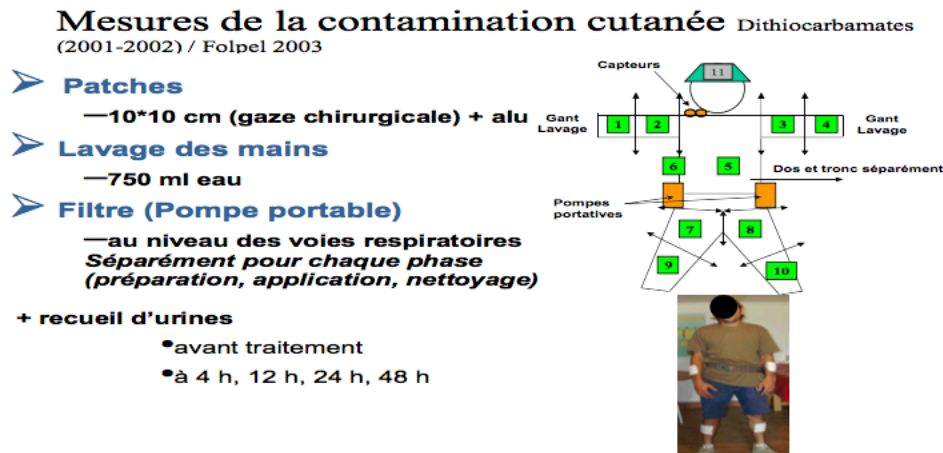 Mesures de la contamination cutanée Dithiocarbamates
(2001-2002) / Folpel 2003
➢ Patches
—10*10 cm (gaze chirurgicale) + alu
➢ Lavage des mains
—750 ml eau
➢ Filtre (Pompe portable)
—au niveau des voies respiratoires
Séparément pour chaque phase
(préparation, application, nettoyage)
+ recueil d'urines
•avant traitement
•à 4 h, 12 h, 24 h, 48 h
Capteurs
11
Gant
Lavage
1
2
3
4
Gant
Lavage
6
5
Dos et tronc séparément
Pompes
portatives
7
8
9
10